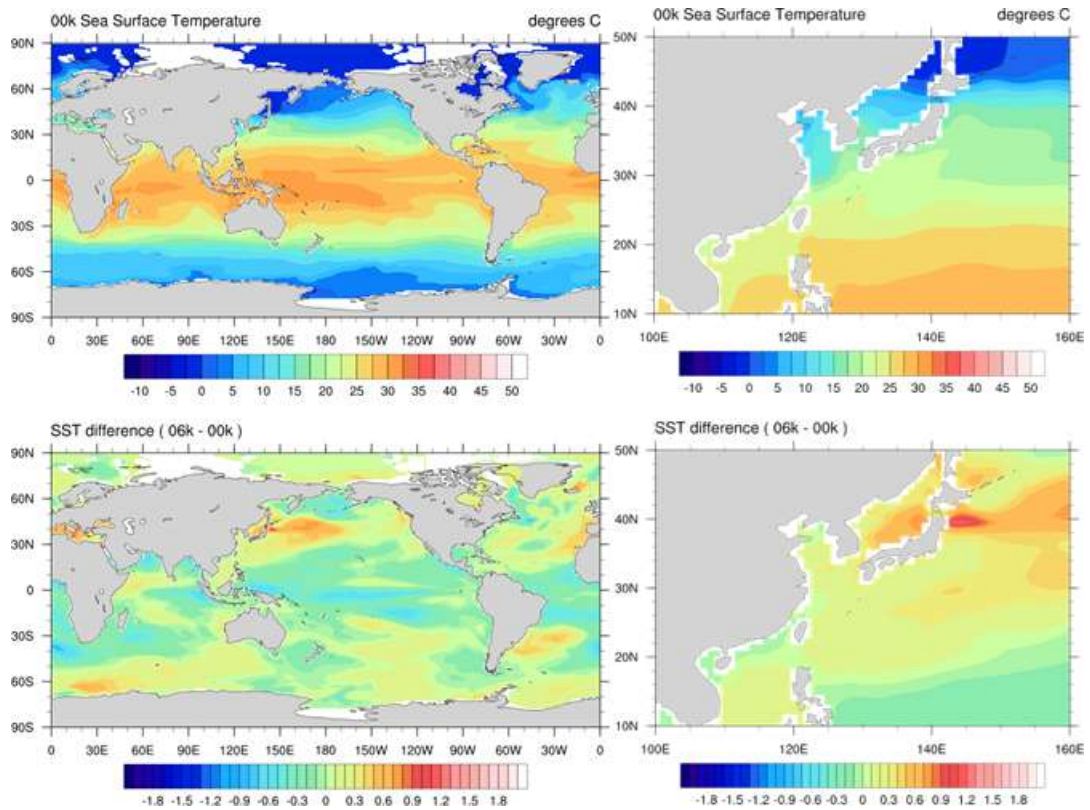 00k Sea Surface Temperature degrees C
90N
60N
30N
0
30S
60S
90S
0 30E 60E 90E 120E 150E 180E 150W 120W 90W 60W 30W 0
-10 -5 0 5 10 15 20 25 30 35 40 45 50
00k Sea Surface Temperature degrees C
50N
40N
30N
20N
10N
100E 120E 140E 160E
-10 -5 0 5 10 15 20 25 30 35 40 45 50
SST difference ( 06k - 00k )
90N
60N
30N
0
30S
60S
90S
0 30E 60E 90E 120E 150E 180E 150W 120W 90W 60W 30W 0
-1.8 -1.5 -1.2 -0.9 -0.6 -0.3 0 0.3 0.6 0.9 1.2 1.5 1.8
SST difference ( 06k - 00k )
50N
40N
30N
20N
10N
100E 120E 140E 160E
-1.8 -1.5 -1.2 -0.9 -0.6 -0.3 0 0.3 0.6 0.9 1.2 1.5 1.8